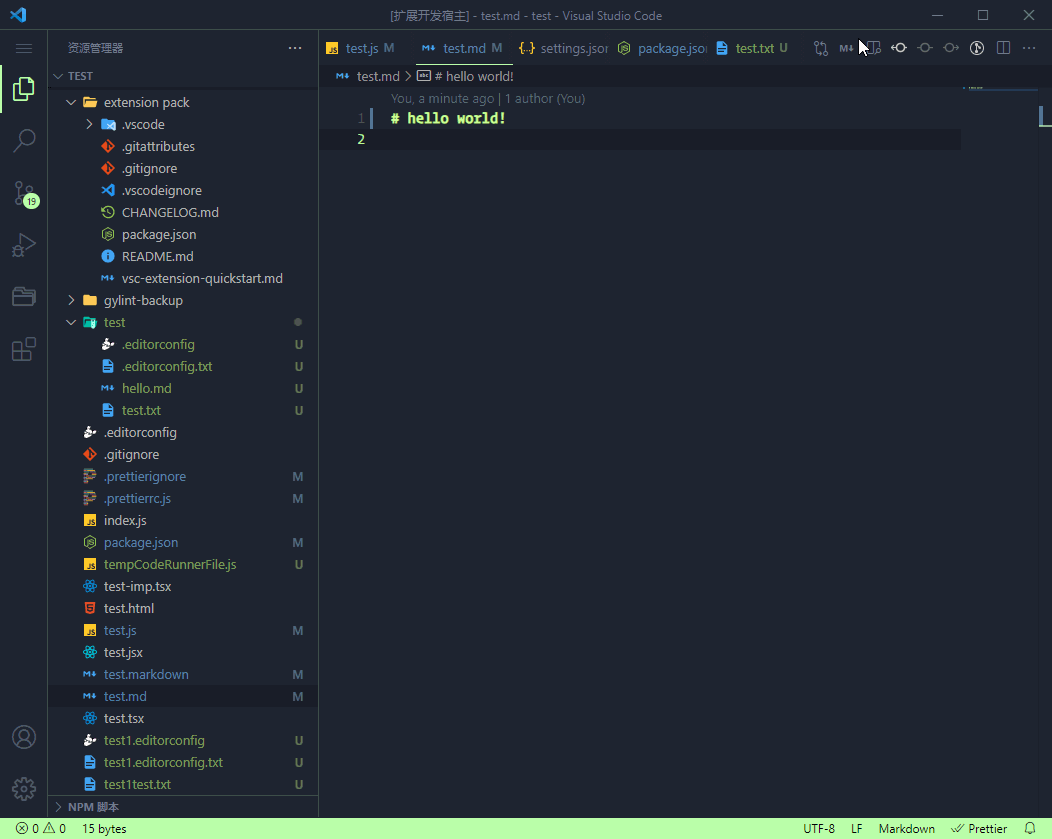 [扩展开发宿主] - test.md - test - Visual Studio Code
资源管理器
test.js M
test.md M
settings.json
package.json
test.txt U
TEST
test.md > # hello world!
extension pack
.vscode
.gitattributes
.gitignore
.vscodeignore
CHANGELOG.md
package.json
README.md
vsc-extension-quickstart.md
gylint-backup
test
.editorconfig U
.editorconfig.txt U
hello.md U
test.txt U
.editorconfig
.gitignore
.prettierignore M
.prettierrc.js M
index.js
package.json M
tempCodeRunnerFile.js U
test-imp.tsx
test.html
test.js M
test.jsx
test.markdown M
test.md M
test.tsx
test1.editorconfig U
test1.editorconfig.txt U
test1test.txt U
NPM 脚本
19
You, a minute ago | 1 author (You)
1 # hello world!
2
0 0 15 bytes
UTF-8 LF Markdown Prettier